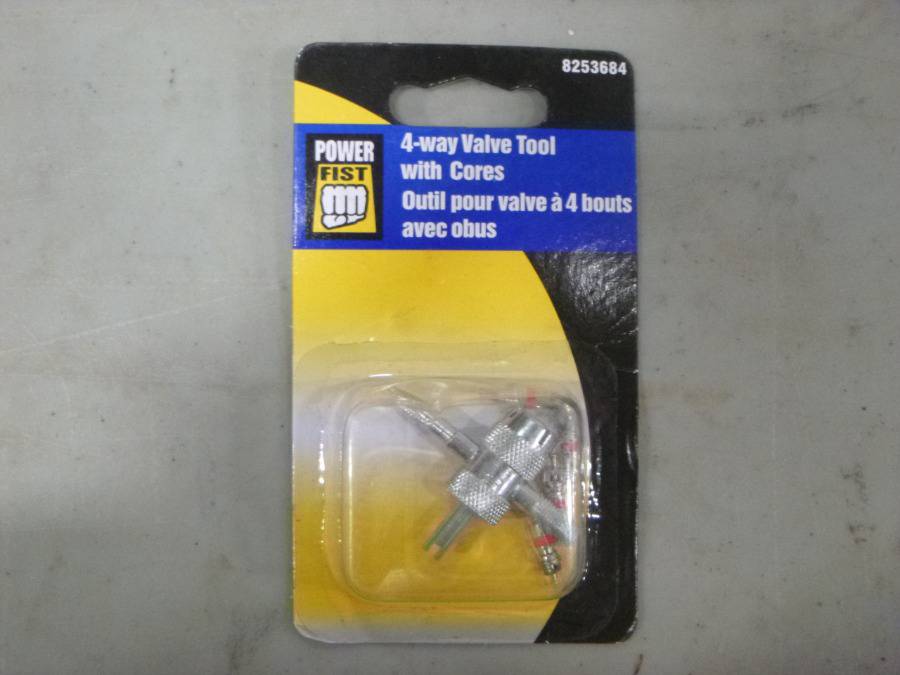 8253684
POWER
FIST
4-way Valve Tool
with Cores
Outil pour valve à 4 bouts
avec obus